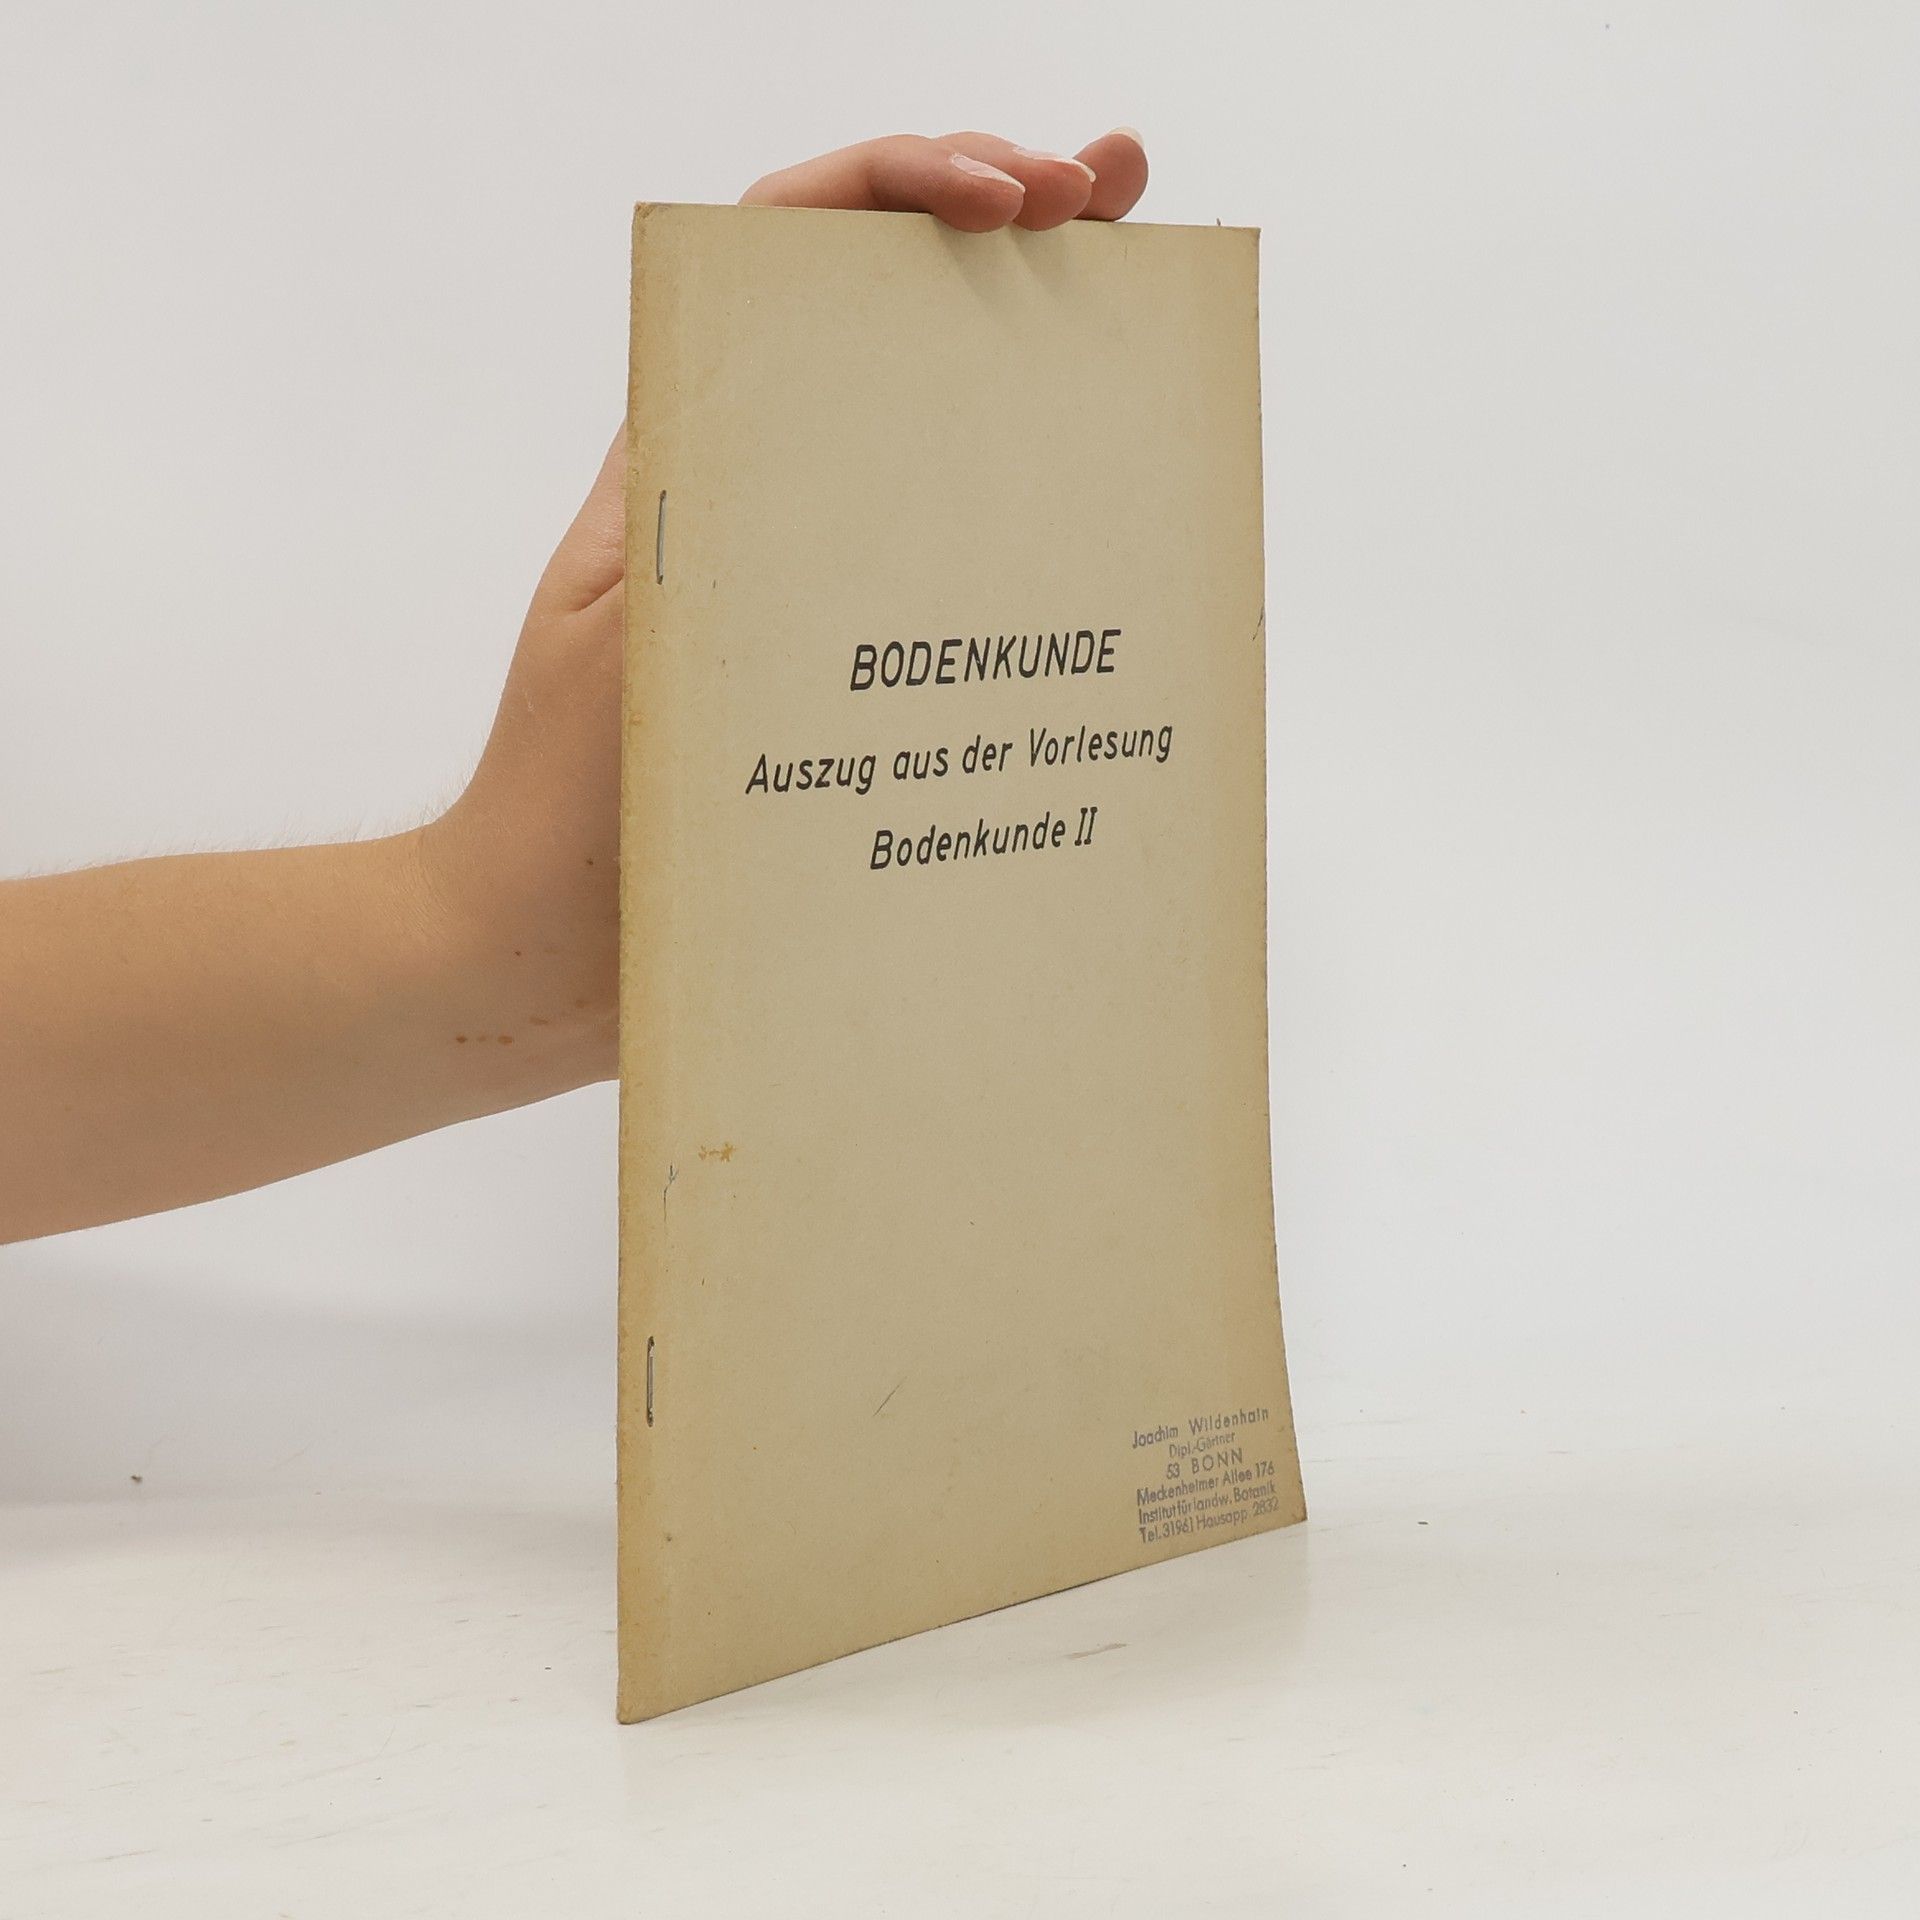 BODENKUNDE
Auszug aus der Vorlesung
Bodenkunde II
Joachim Wildenhain
Dipl.-Gärtner
53 BONN
Meckenheimer Allee 176
Institut für landw. Botanik
Tel. 31961 Hausapp. 2832